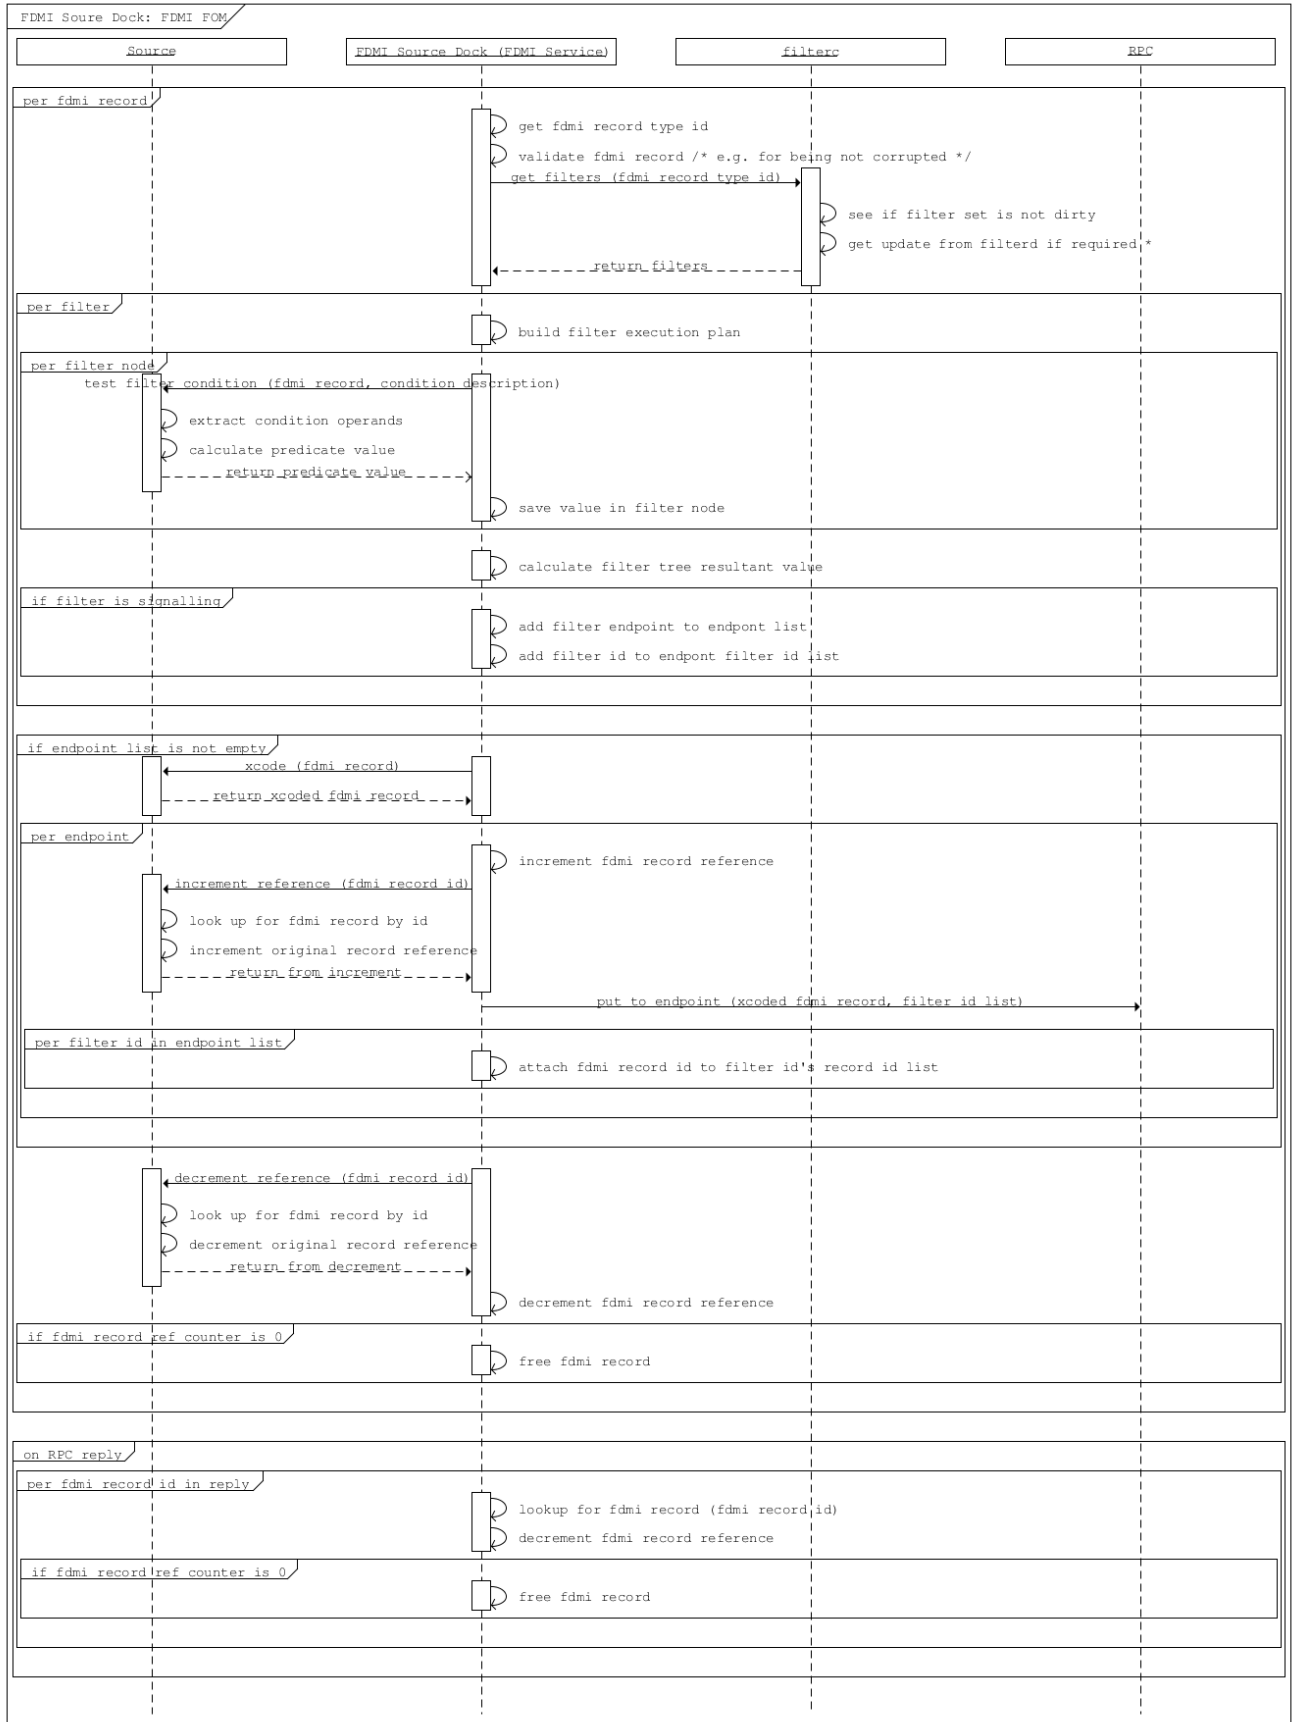 FDMI Soure Dock: FDMI FOM
Source
FDMI Source Dock (FDMI Service)
filterc
RPC
per fdmi record
get fdmi record type id
validate fdmi record /* e.g. for being not corrupted */
get filters (fdmi record type id)
see if filter set is not dirty
get update from filterd if required *
return filters
per filter
build filter execution plan
per filter node
test filter condition (fdmi record, condition description)
extract condition operands
calculate predicate value
return predicate value
save value in filter node
calculate filter tree resultant value
if filter is signalling
add filter endpoint to endpont list
add filter id to endpont filter id list
if endpoint list is not empty
xcode (fdmi record)
return xcoded fdmi record
per endpoint
increment fdmi record reference
increment reference (fdmi record id)
look up for fdmi record by id
increment original record reference
return from increment
put to endpoint (xcoded fdmi record, filter id list)
per filter id in endpoint list
attach fdmi record id to filter id's record id list
decrement reference (fdmi record id)
look up for fdmi record by id
decrement original record reference
return from decrement
decrement fdmi record reference
if fdmi record ref counter is 0
free fdmi record
on RPC reply
per fdmi record id in reply
lookup for fdmi record (fdmi record id)
decrement fdmi record reference
if fdmi record ref counter is 0
free fdmi record